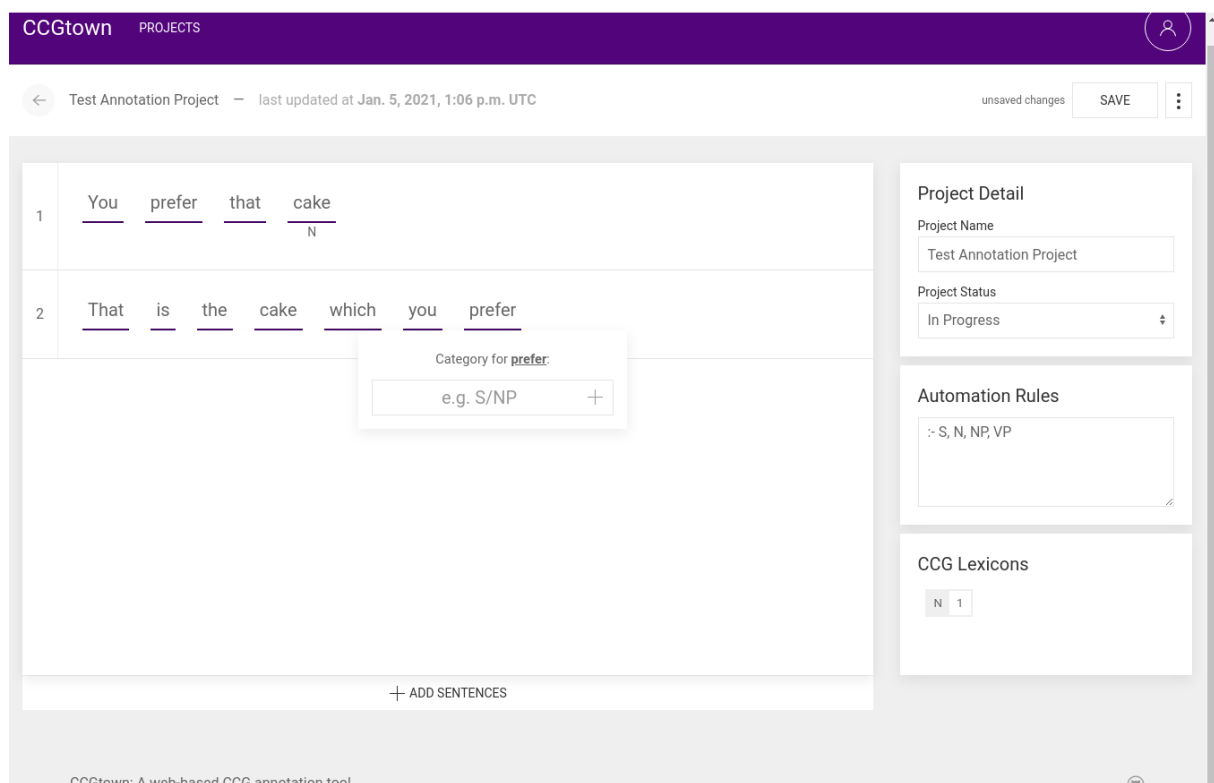 CCGtown PROJECTS
Test Annotation Project — last updated at Jan. 5, 2021, 1:06 p.m. UTC
unsaved changes SAVE
1 You prefer that cake
N
2 That is the cake which you prefer
Category for prefer:
e.g. S/NP
ADD SENTENCES
Project Detail
Project Name
Test Annotation Project
Project Status
In Progress
Automation Rules
:- S, N, NP, VP
CCG Lexicons
N 1
CCGtown: A web-based CCG annotation tool